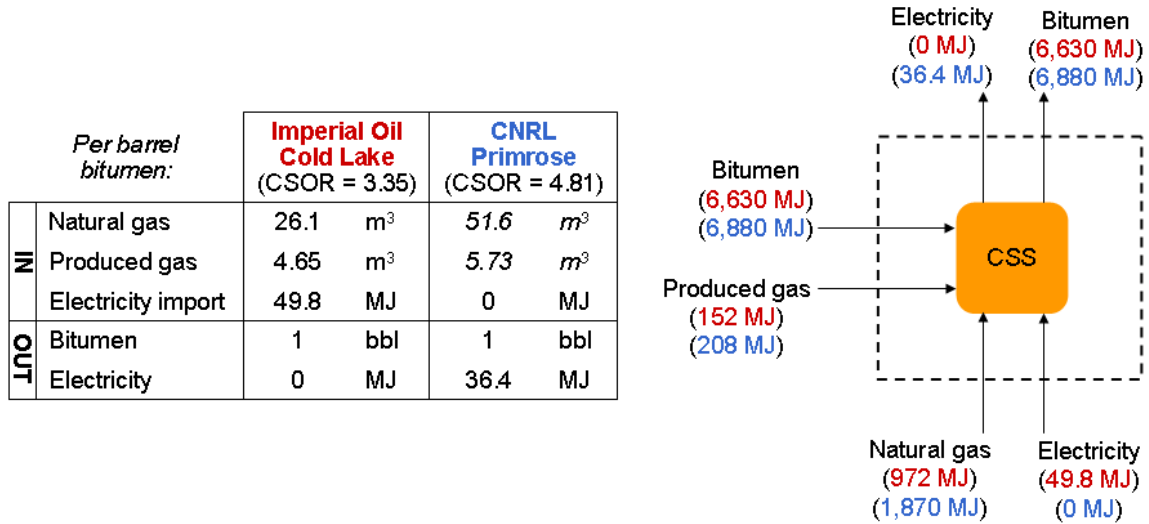 Per barrel
bitumen:
Imperial Oil
Cold Lake
(CSOR = 3.35)
CNRL
Primrose
(CSOR = 4.81)
IN
Natural gas 26.1 m³ 51.6 m³
Produced gas 4.65 m³ 5.73 m³
Electricity import 49.8 MJ 0 MJ
OUT
Bitumen 1 bbl 1 bbl
Electricity 0 MJ 36.4 MJ
Electricity
(0 MJ)
(36.4 MJ)
Bitumen
(6,630 MJ)
(6,880 MJ)
Bitumen
(6,630 MJ)
(6,880 MJ)
CSS
Produced gas
(152 MJ)
(208 MJ)
Natural gas
(972 MJ)
(1,870 MJ)
Electricity
(49.8 MJ)
(0 MJ)